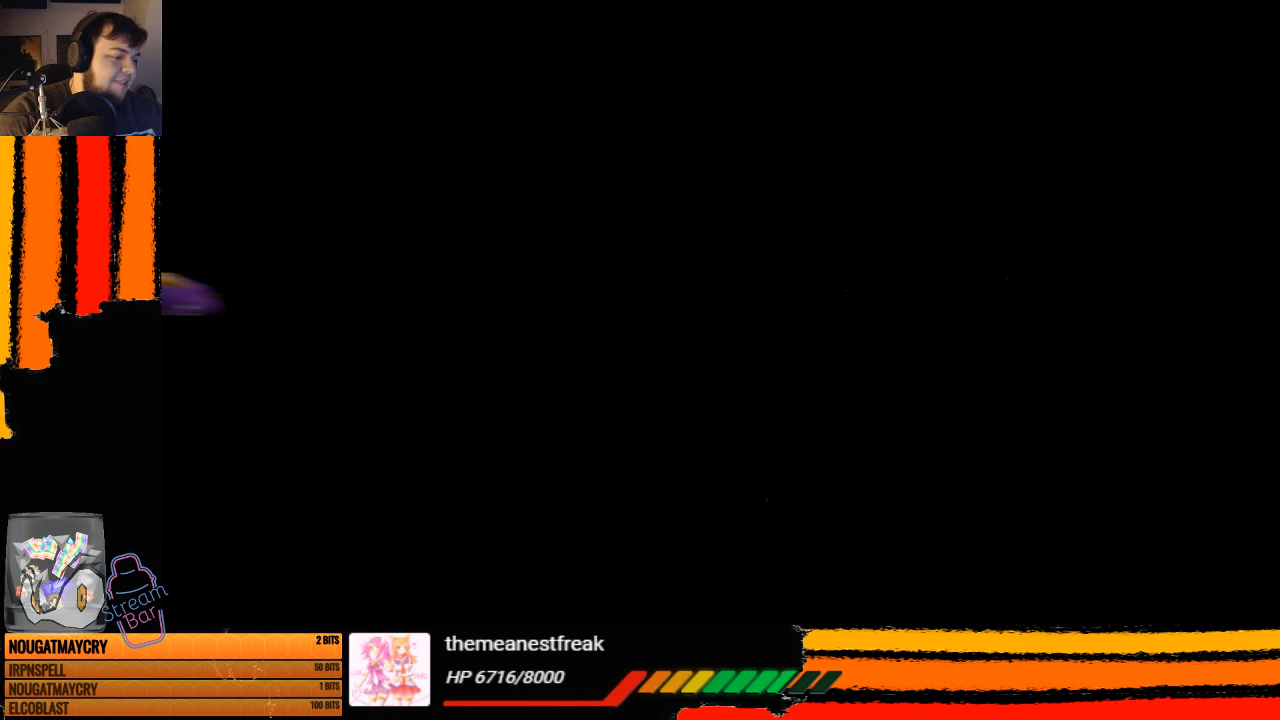 Stream
Bar
NOUGATMAYCRY 2 BITS
IRPNSPELL 50 BITS
NOUGATMAYCRY 1 BITS
ELCOBLAST 100 BITS
themeanestfreak
HP 6716/8000